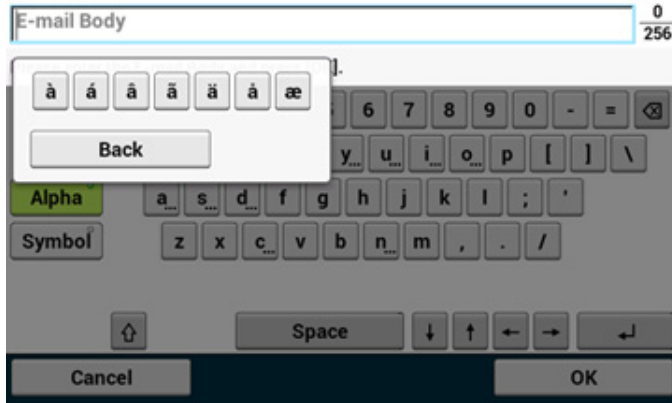 E-mail Body
0
256
].
à á â ã ä å æ
6 7 8 9 0 - =
Back
y... u... i... o... p [ ] \
Alpha a... s... d... f g h j k l ; '
Symbol z x c... v b n... m , . /
Space ↓ ↑ ← →
Cancel OK